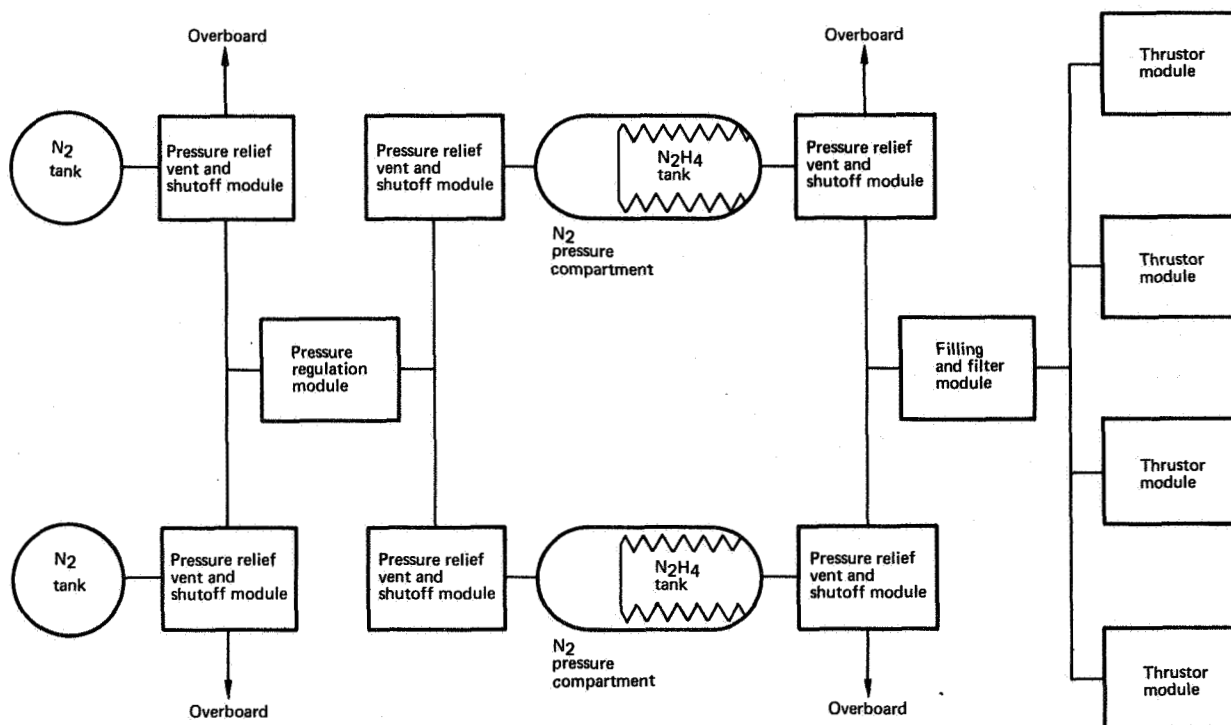 Overboard
Overboard
Thrustor
module
N2
tank
Pressure relief
vent and
shutoff module
Pressure relief
vent and
shutoff module
N2H4
tank
Pressure relief
vent and
shutoff module
N2
pressure
compartment
Thrustor
module
Pressure
regulation
module
Filling
and filter
module
Thrustor
module
N2
tank
Pressure relief
vent and
shutoff module
Pressure relief
vent and
shutoff module
N2H4
tank
Pressure relief
vent and
shutoff module
N2
pressure
compartment
Thrustor
module
Overboard
Overboard